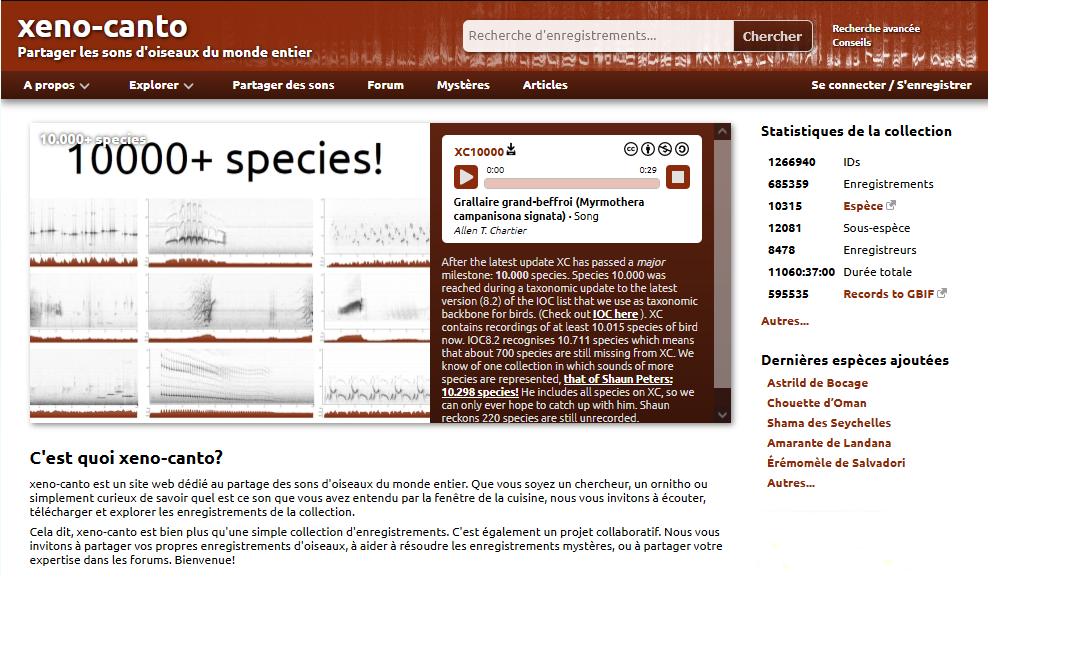 xeno-canto
Partager les sons d'oiseaux du monde entier
Recherche d'enregistrements...
Chercher
Recherche avancée
Conseils
A propos
Explorer
Partager des sons
Forum
Mystères
Articles
Se connecter / S'enregistrer
10.000+ species
10000+ species!
XC10000
0:00
0:29
Grallaire grand-beffroi (Myrmothera
campanisona signata) · Song
Allen T. Chartier
After the latest update XC has passed a major
milestone: 10.000 species. Species 10.000 was
reached during a taxonomic update to the latest
version (8.2) of the IOC list that we use as taxonomic
backbone for birds. (Check out IOC here ). XC
contains recordings of at least 10.015 species of bird
now. IOC8.2 recognises 10.711 species which means
that about 700 species are still missing from XC. We
know of one collection in which sounds of more
species are represented, that of Shaun Peters:
10.298 species! He includes all species on XC, so we
can only ever hope to catch up with him. Shaun
reckons 220 species are still unrecorded.
Statistiques de la collection
1266940 IDs
685359 Enregistrements
10315 Espèce
12081 Sous-espèce
8478 Enregistreurs
11060:37:00 Durée totale
595535 Records to GBIF
Autres...
Dernières espèces ajoutées
Astrild de Bocage
Chouette d’Oman
Shama des Seychelles
Amarante de Landana
Érémomèle de Salvadori
Autres...
C'est quoi xeno-canto?
xeno-canto est un site web dédié au partage des sons d'oiseaux du monde entier. Que vous soyez un chercheur, un ornitho ou
simplement curieux de savoir quel est ce son que vous avez entendu par la fenêtre de la cuisine, nous vous invitons à écouter,
télécharger et explorer les enregistrements de la collection.
Cela dit, xeno-canto est bien plus qu'une simple collection d'enregistrements. C'est également un projet collaboratif. Nous vous
invitons à partager vos propres enregistrements d'oiseaux, à aider à résoudre les enregistrements mystères, ou à partager votre
expertise dans les forums. Bienvenue!